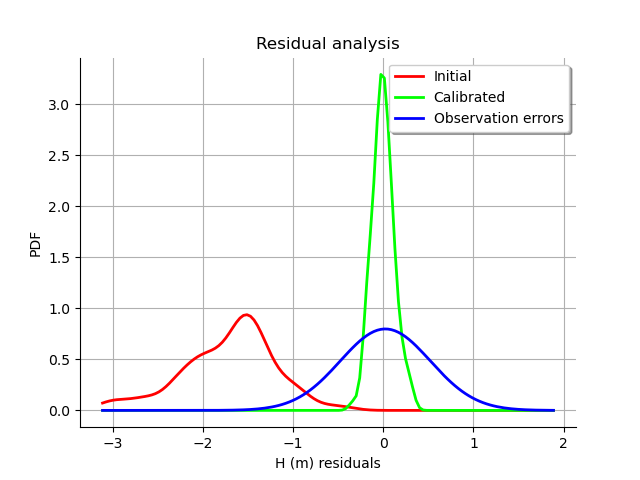 Residual analysis
Initial
Calibrated
Observation errors
PDF
3.0
2.5
2.0
1.5
1.0
0.5
0.0
−3 −2 −1 0 1 2
H (m) residuals